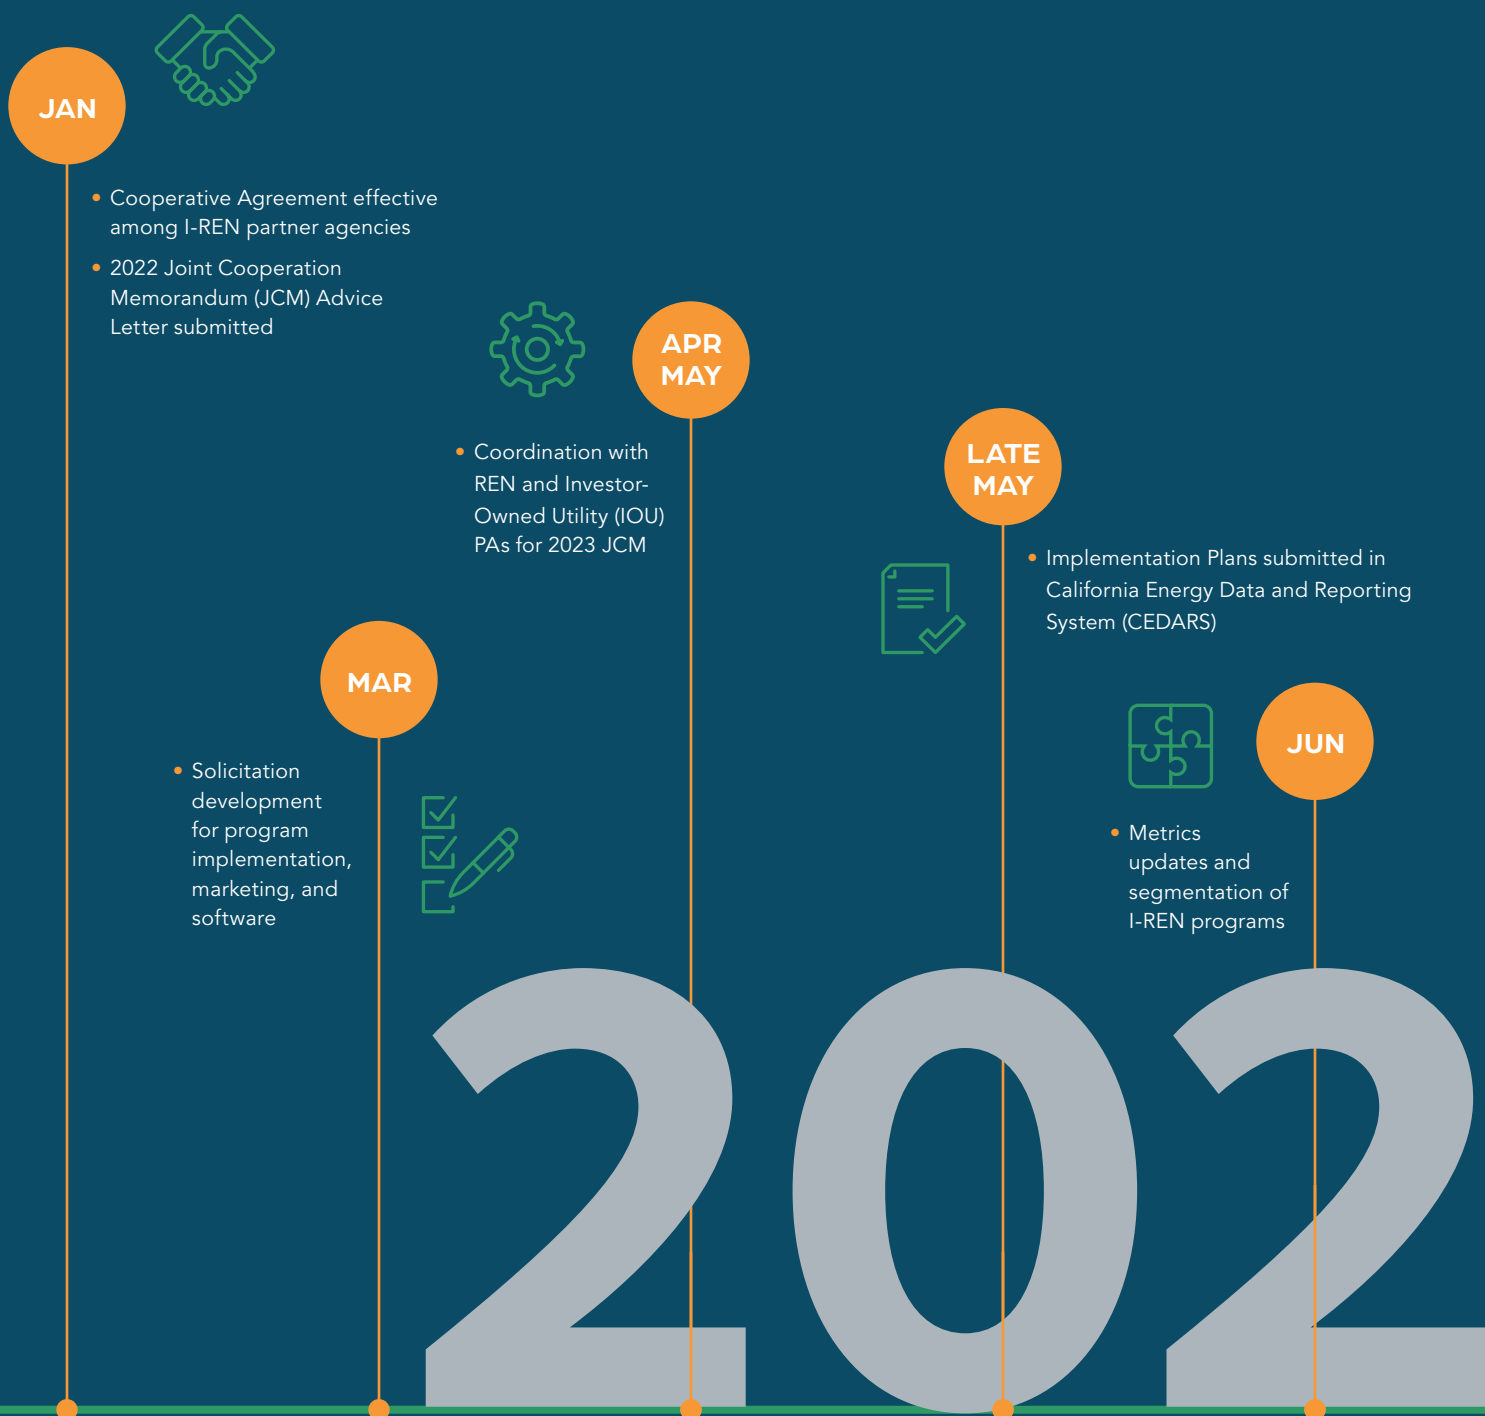 JAN
• Cooperative Agreement effective
among I-REN partner agencies
• 2022 Joint Cooperation
Memorandum (JCM) Advice
Letter submitted
MAR
• Solicitation
development
for program
implementation,
marketing, and
software
APR
MAY
• Coordination with
REN and Investor-
Owned Utility (IOU)
PAs for 2023 JCM
LATE
MAY
• Implementation Plans submitted in
California Energy Data and Reporting
System (CEDARS)
JUN
• Metrics
updates and
segmentation of
I-REN programs
202